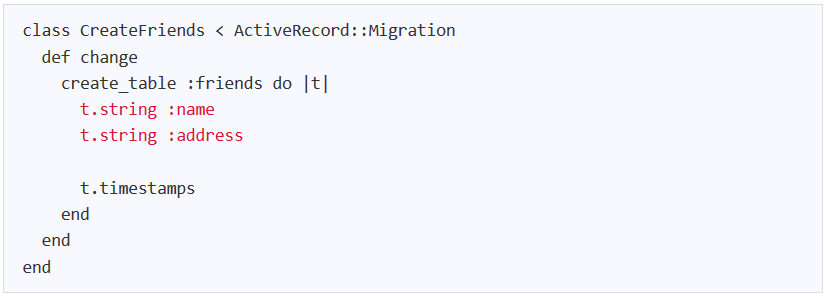 class CreateFriends < ActiveRecord::Migration
  def change
    create_table :friends do |t|
      t.string :name
      t.string :address

      t.timestamps
    end
  end
end